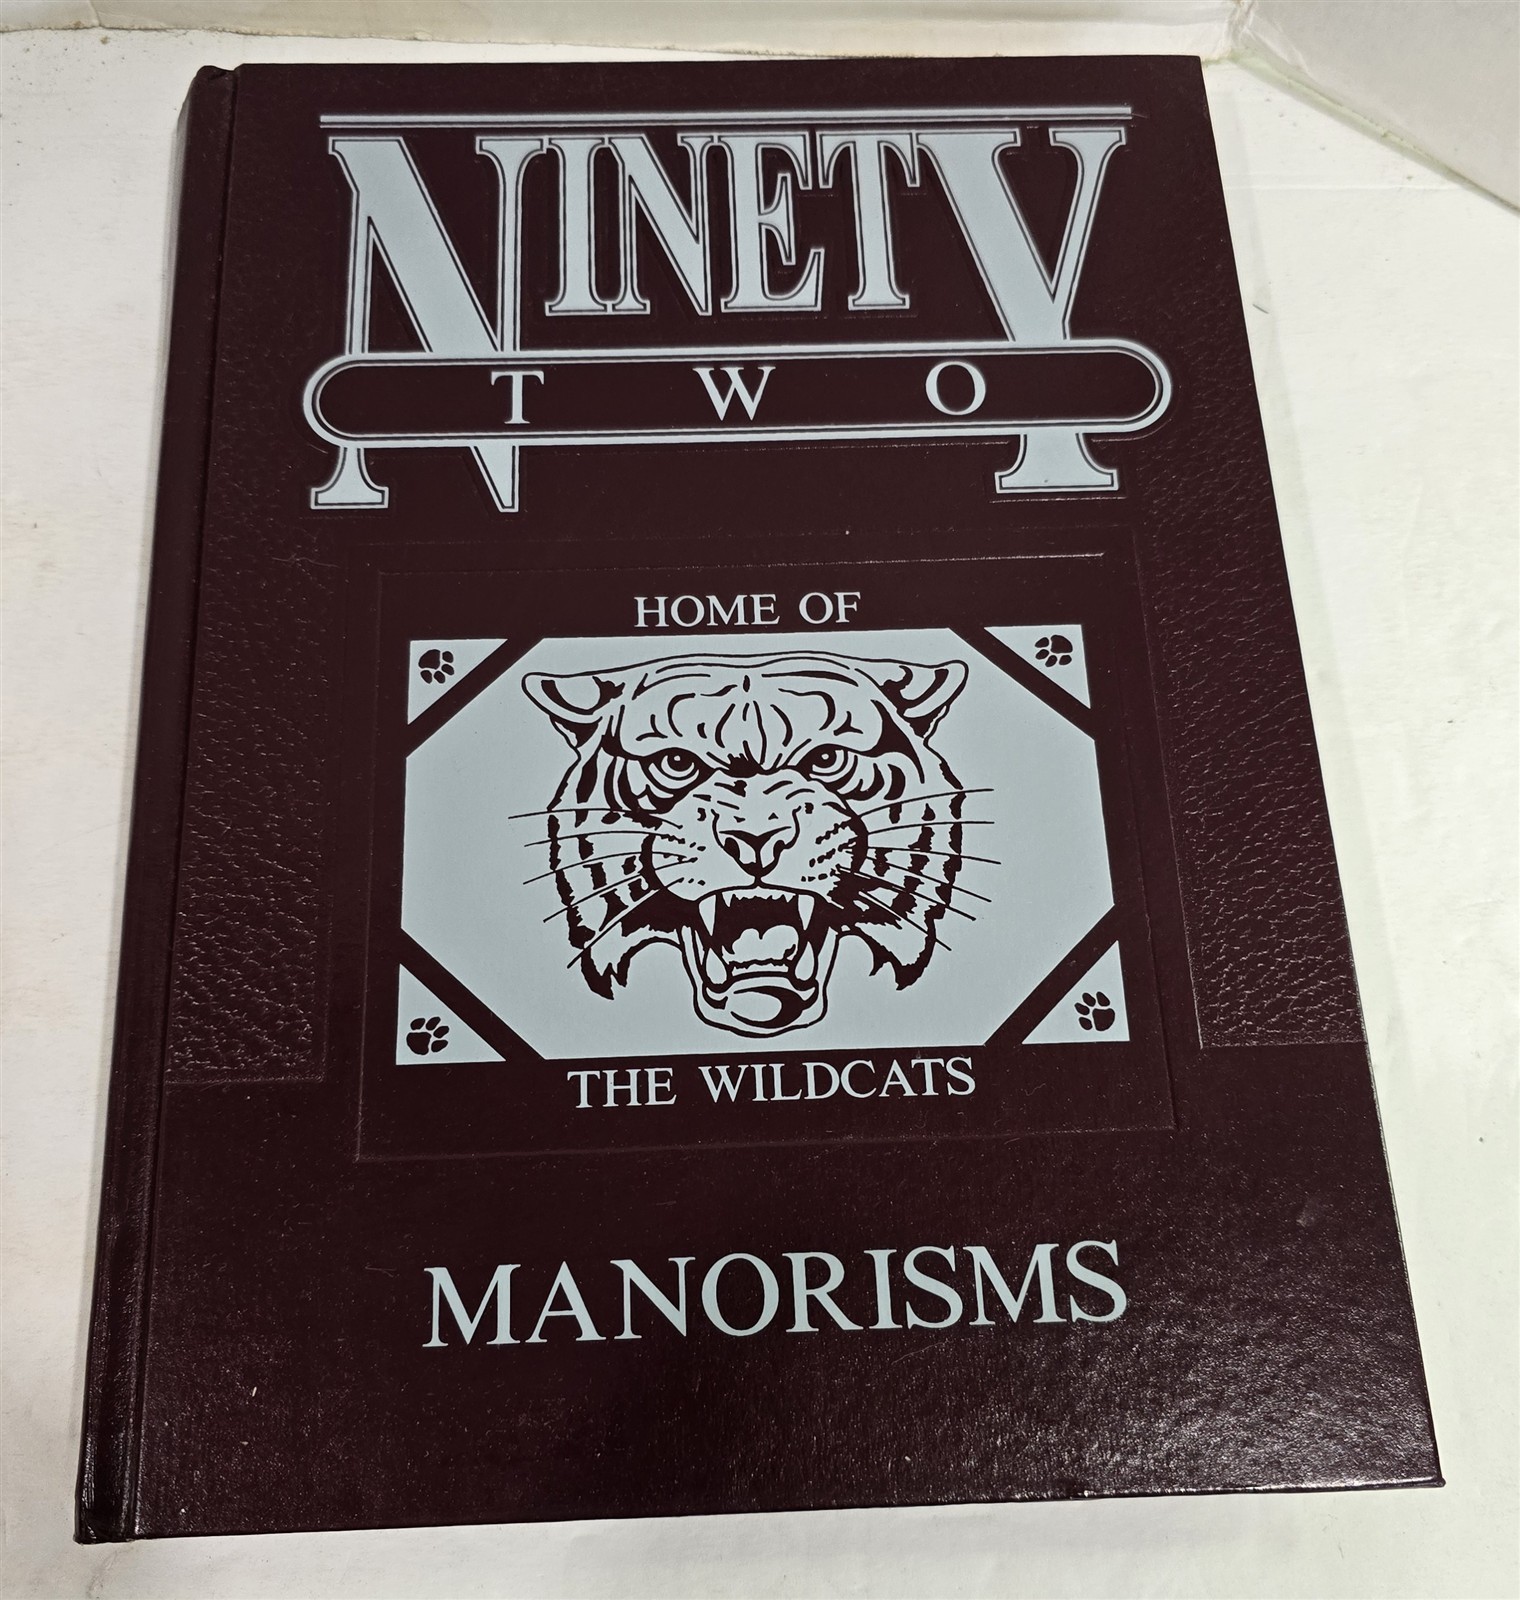 NINETY
TWO
HOME OF
THE WILDCATS
MANORISMS